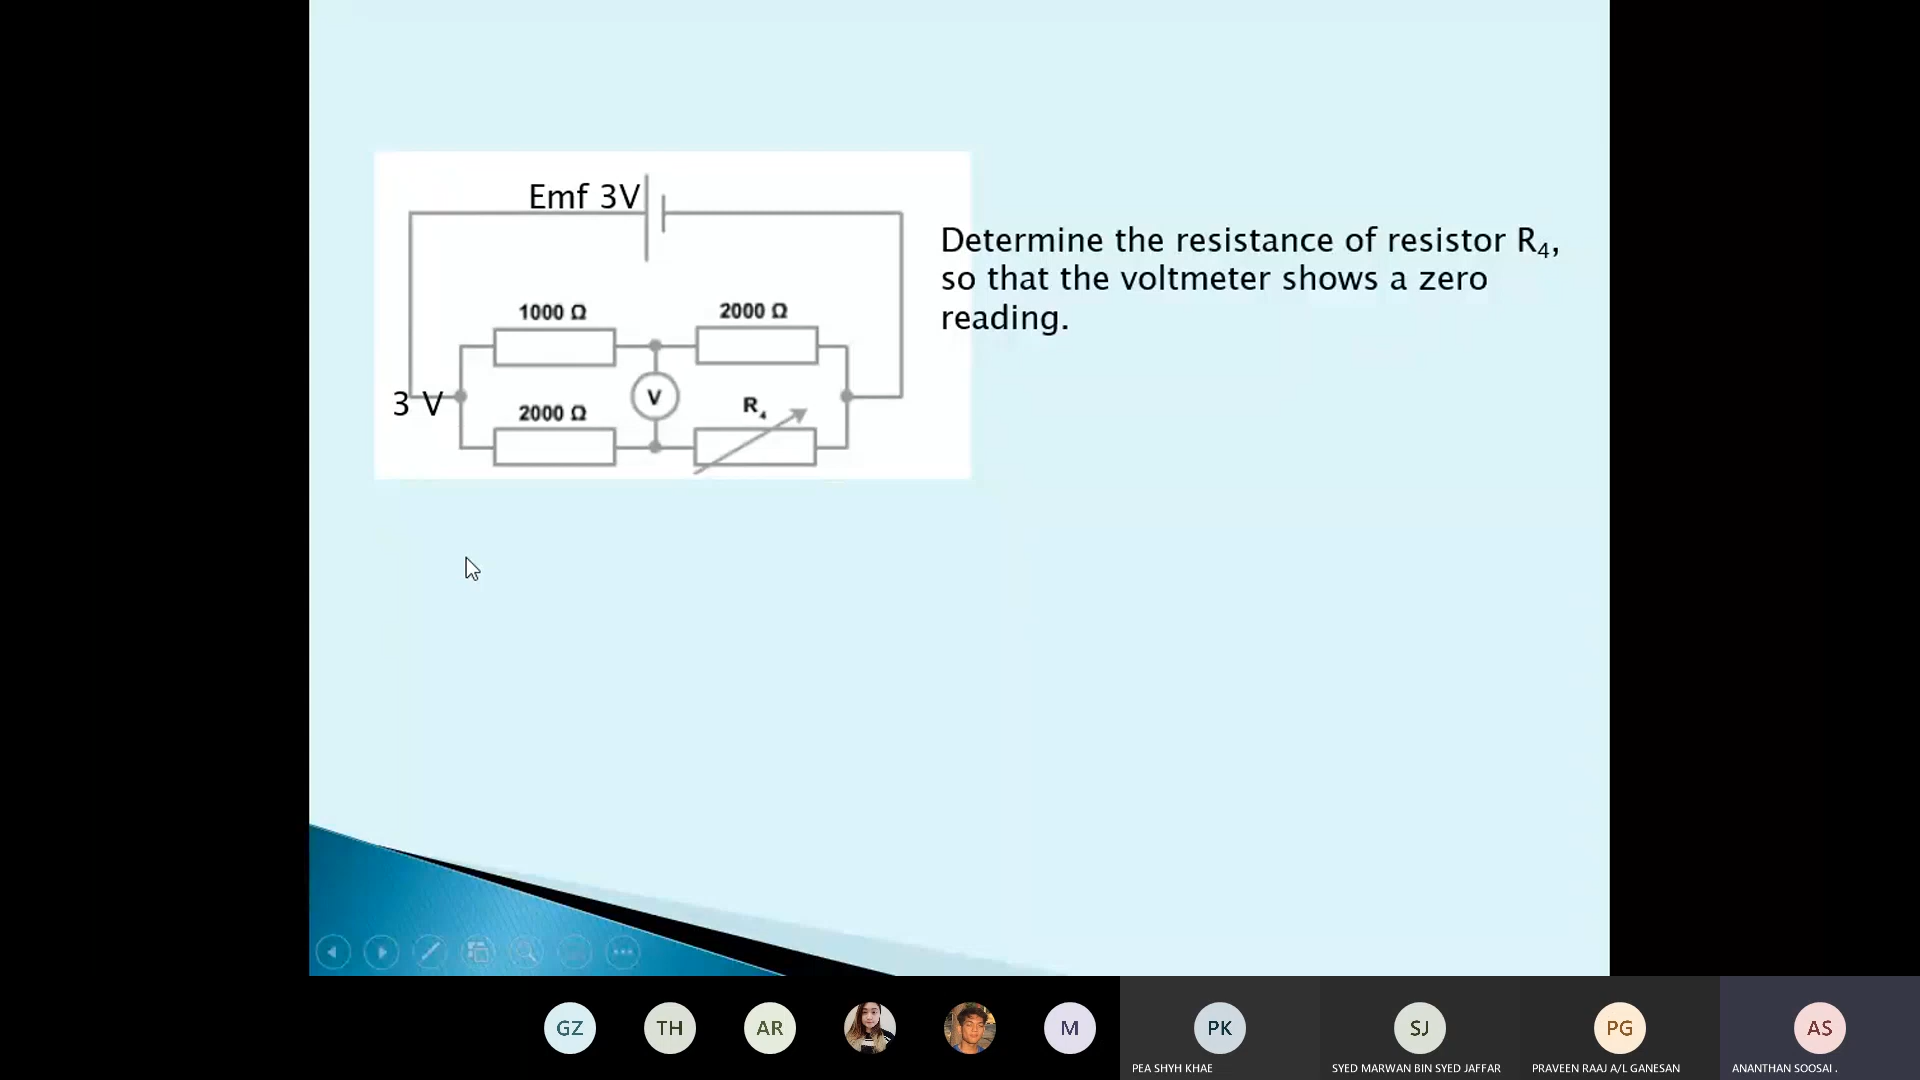 Emf 3V
Determine the resistance of resistor R₄,
so that the voltmeter shows a zero
reading.
1000 Ω
2000 Ω
3 V
V
2000 Ω
R₄
GZ
TH
AR
M
PK
SJ
PG
AS
PEA SHYH KHAE
SYED MARWAN BIN SYED JAFFAR
PRAVEEN RAAJ A/L GANESAN
ANANTHAN SOOSAI .